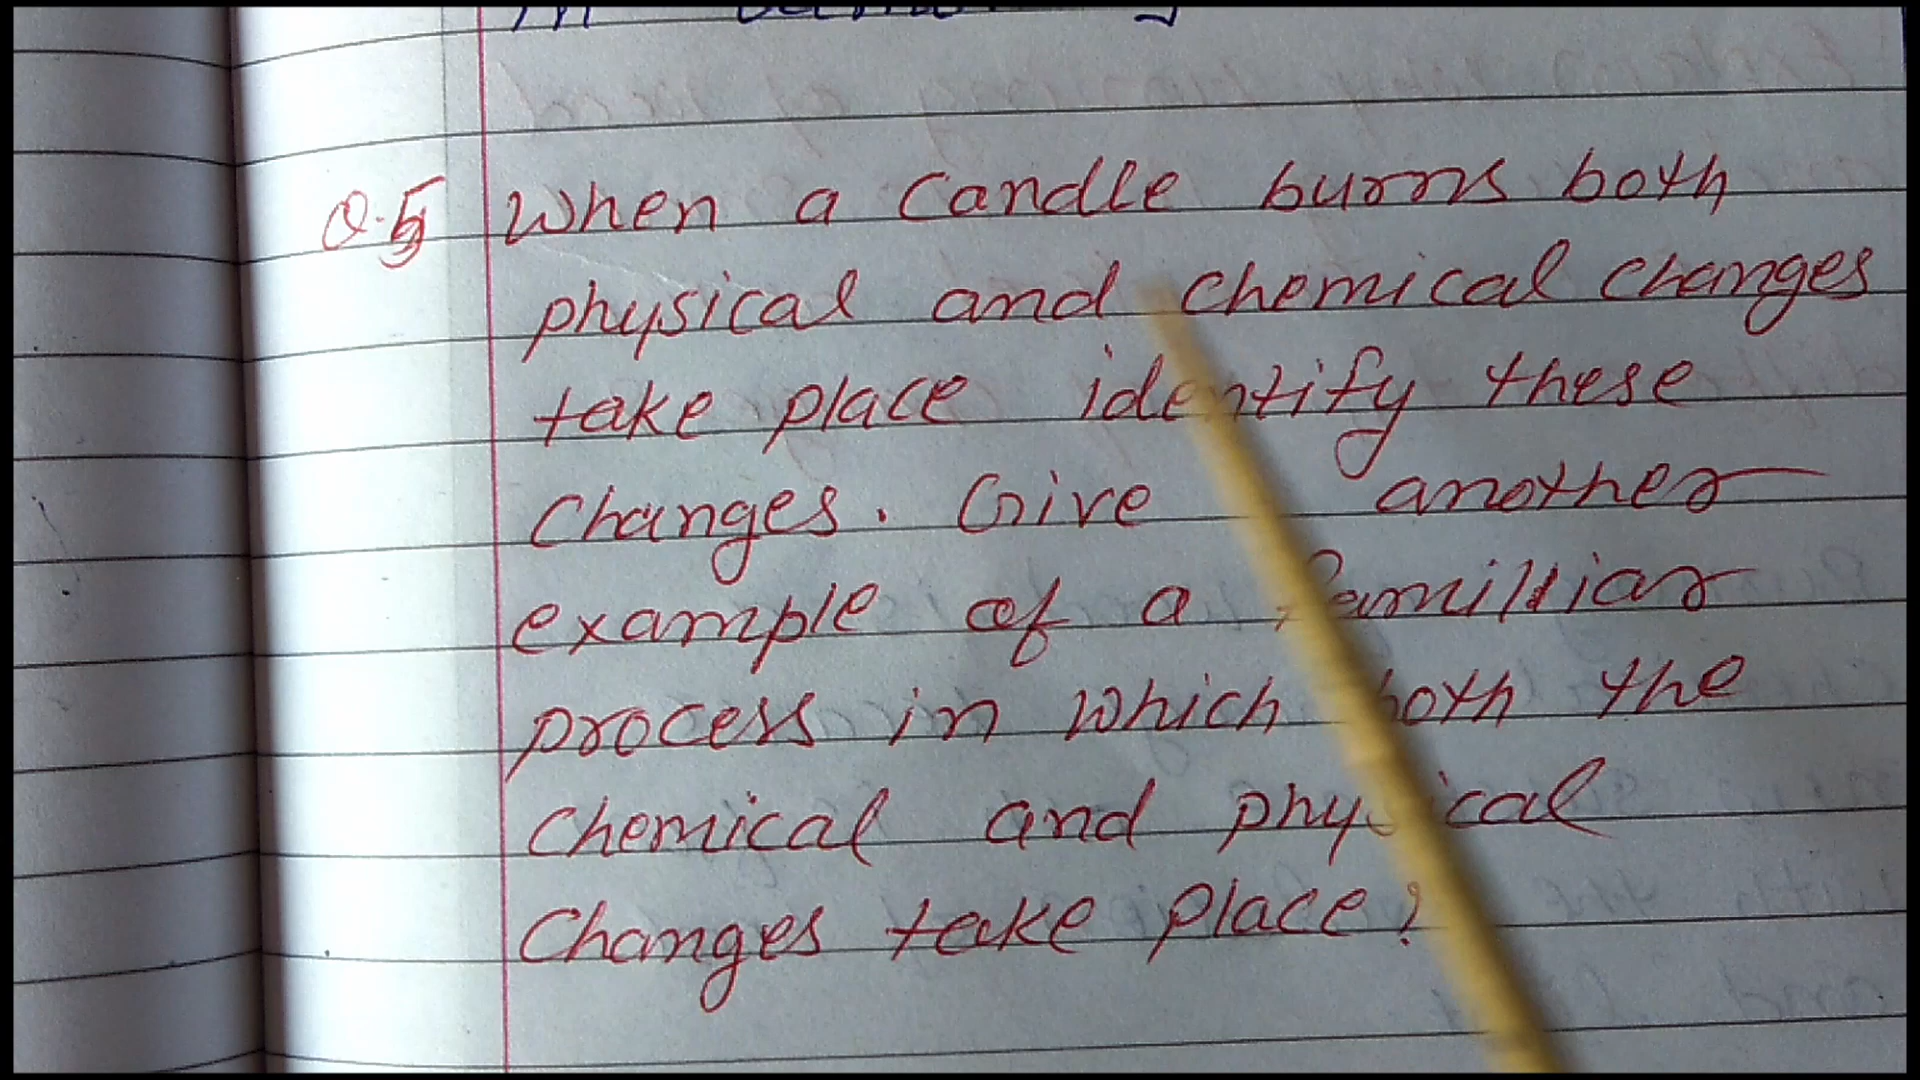 Q.5 When a candle burns both
physical and chemical changes
take place identify these
changes. Give another
example of a familiar
process in which both the
chemical and physical
changes take place?